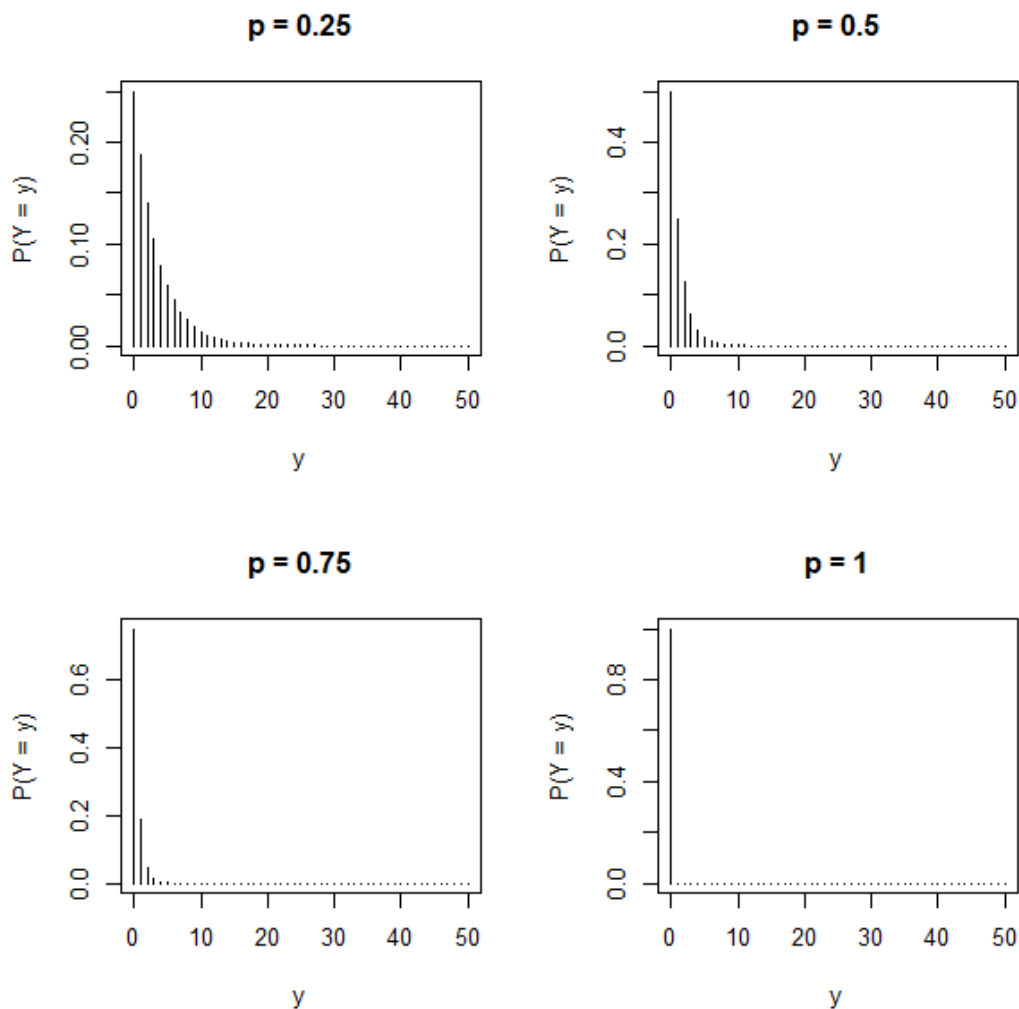 p = 0.25
P(Y = y)
0.00 0.10 0.20
0 10 20 30 40 50
y
p = 0.5
P(Y = y)
0.0 0.2 0.4
0 10 20 30 40 50
y
p = 0.75
P(Y = y)
0.0 0.2 0.4 0.6
0 10 20 30 40 50
y
p = 1
P(Y = y)
0.0 0.4 0.8
0 10 20 30 40 50
y